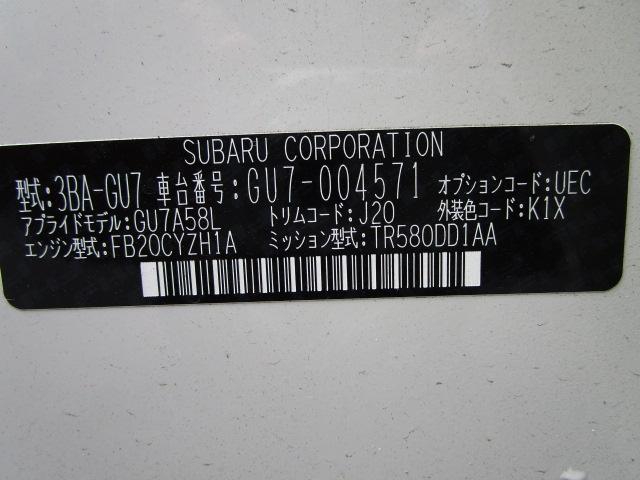 SUBARU CORPORATION
型式:3BA-GU7 車台番号:GU7-004571 オプションコード:UEC
アプライドモデル:GU7A58L トリムコード:J20 外装色コード:K1X
エンジン型式:FB20CYZH1A ミッション型式:TR580DD1AA